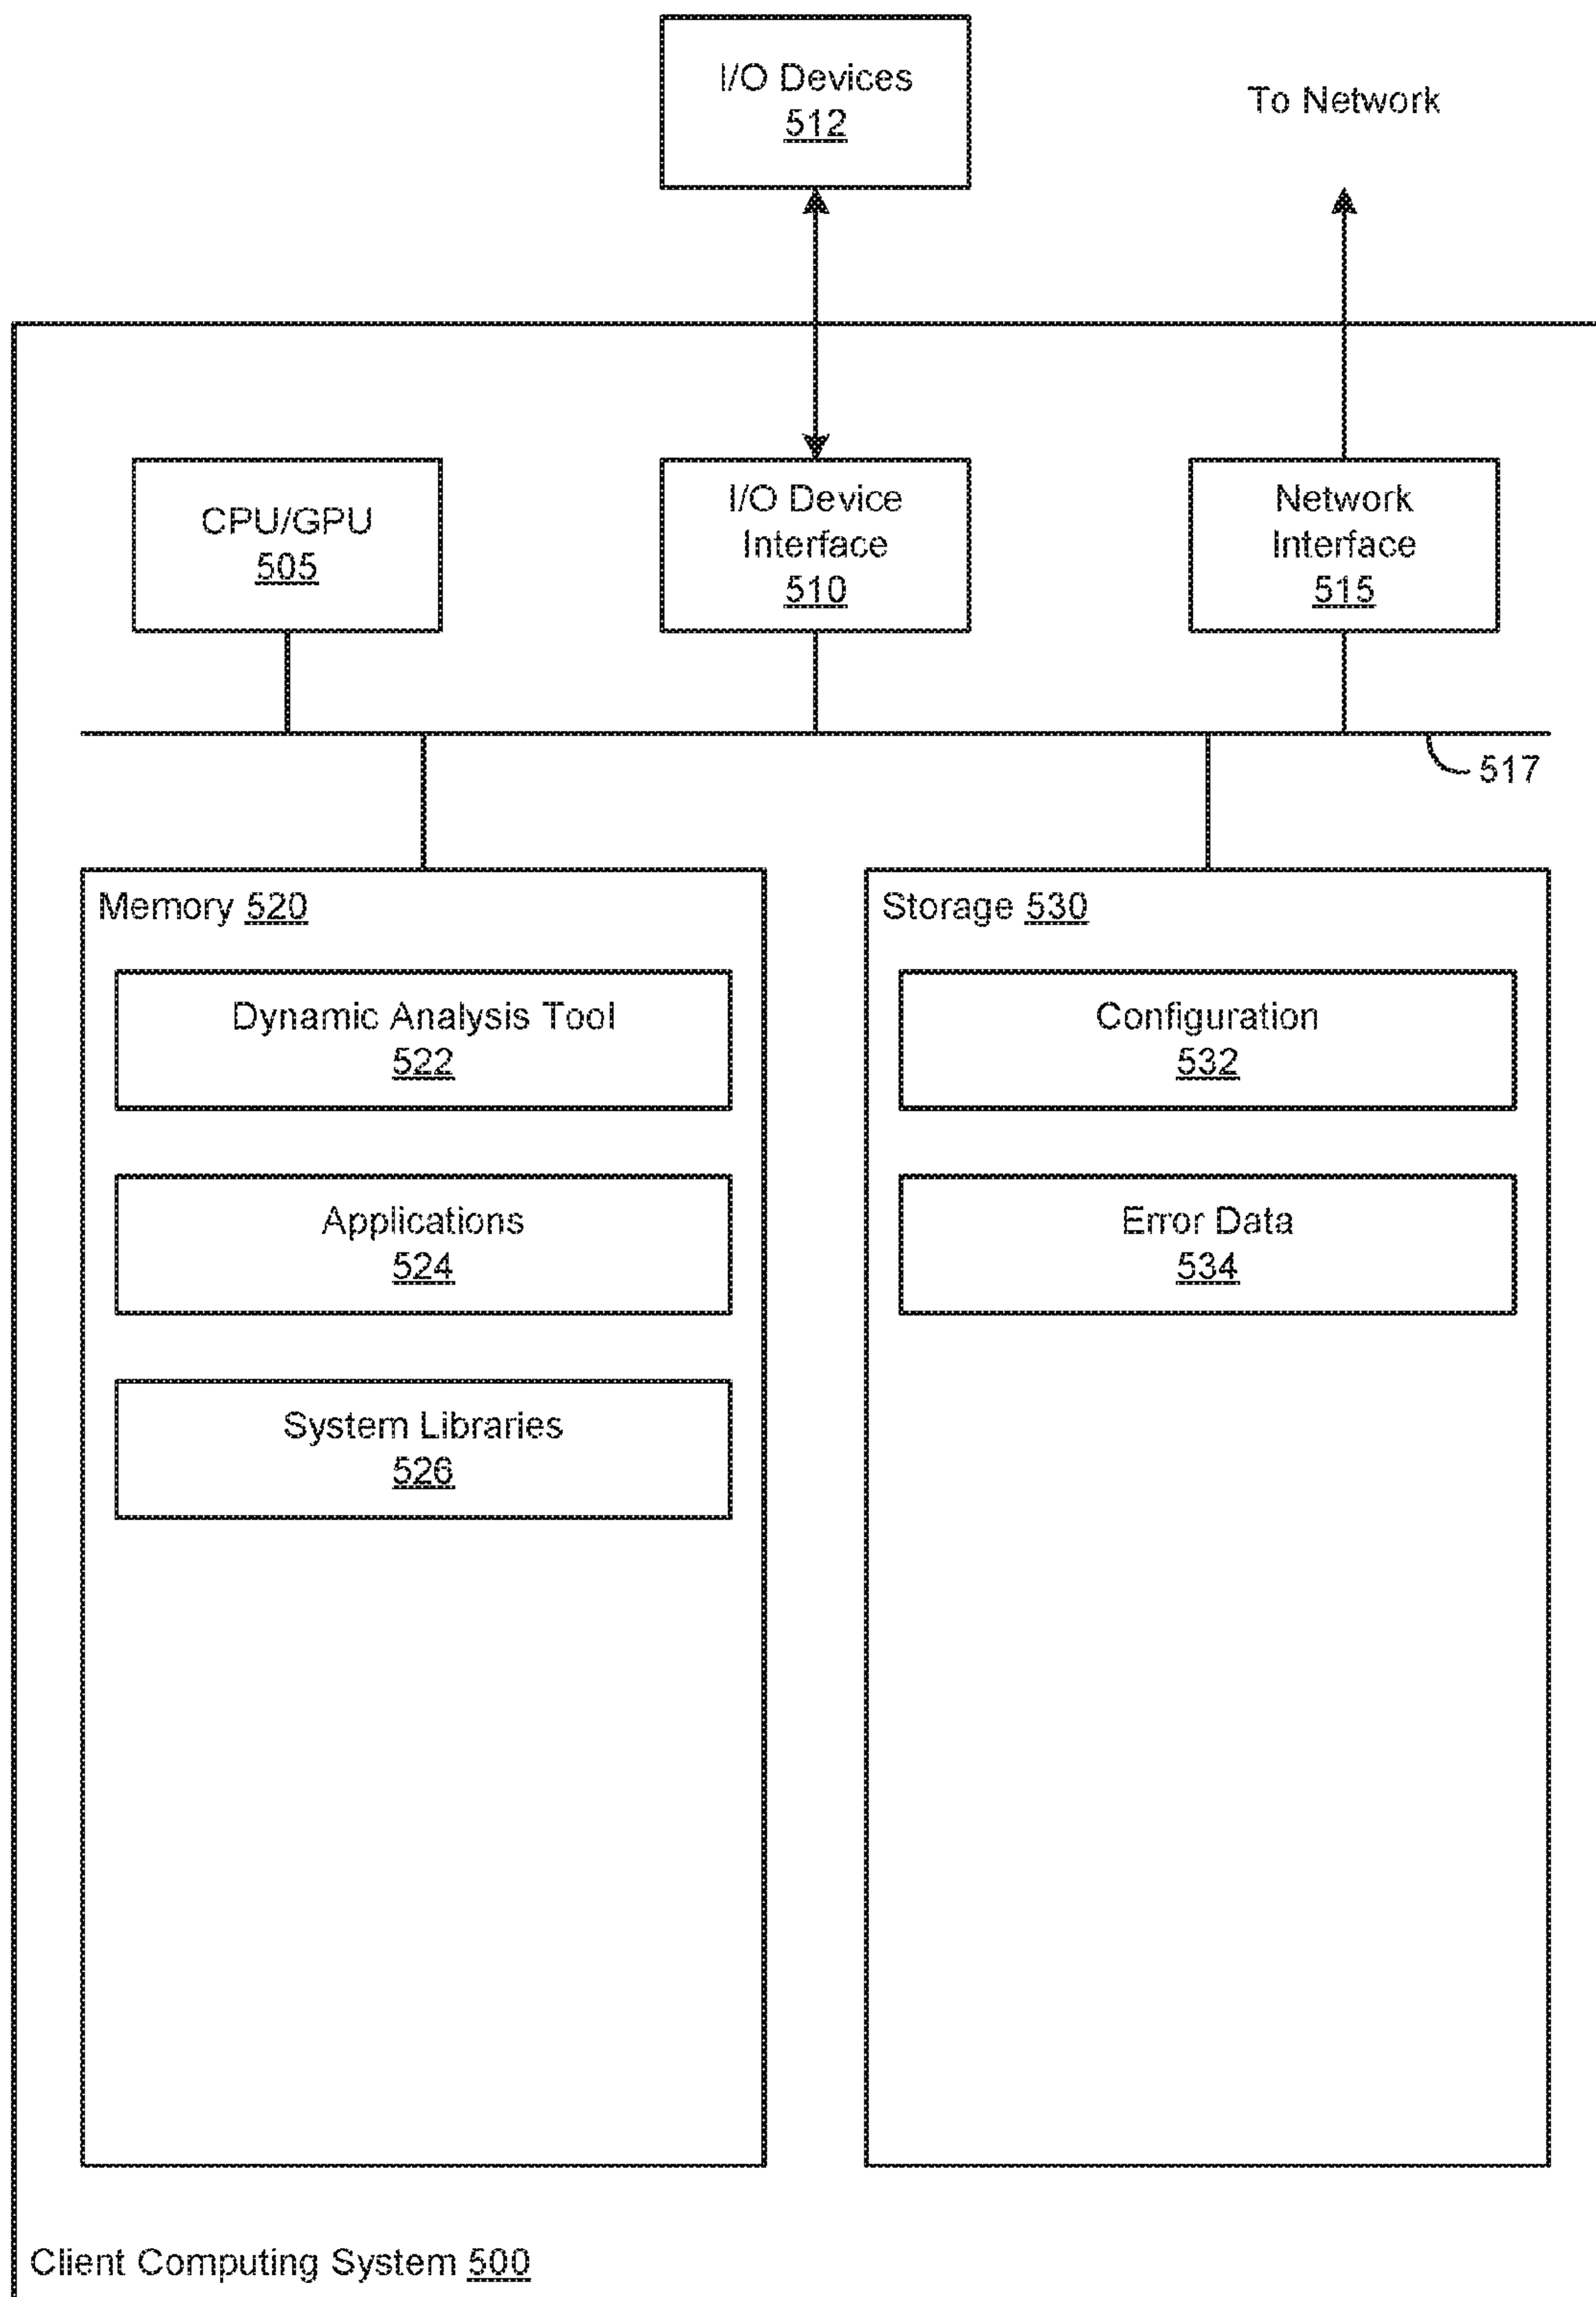 I/O Devices
512
To Network
CPU/GPU
505
I/O Device
Interface
510
Network
Interface
515
517
Memory 520
Dynamic Analysis Tool
522
Applications
524
System Libraries
526
Storage 530
Configuration
532
Error Data
534
Client Computing System 500